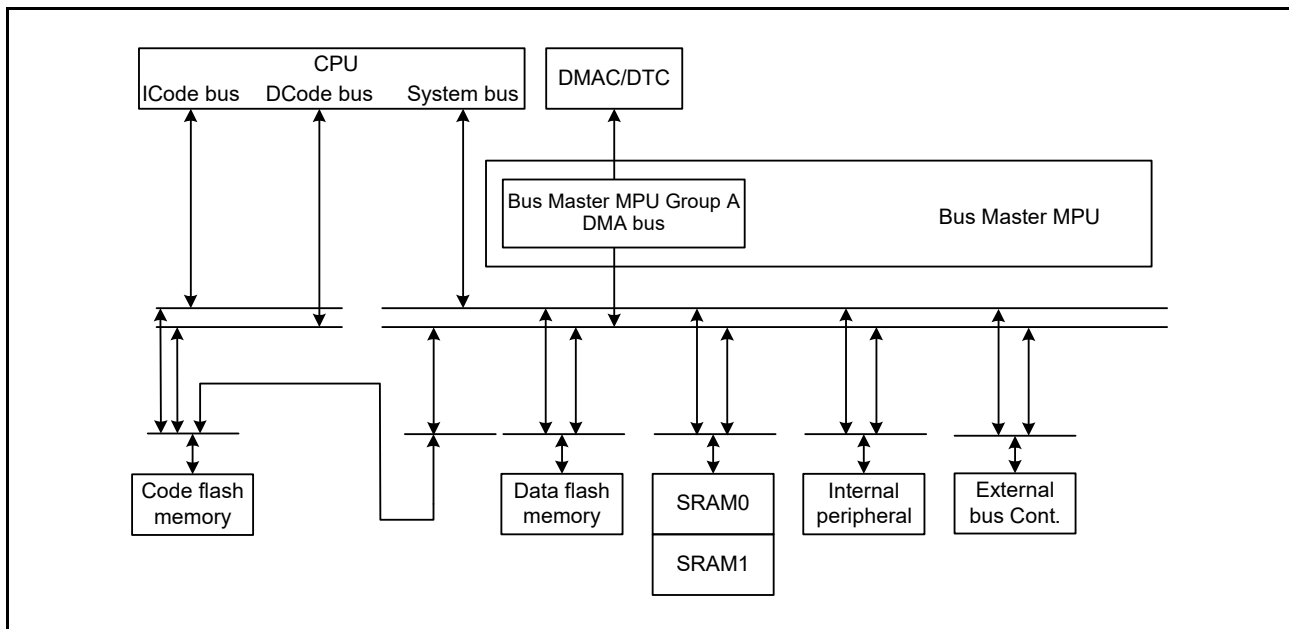 CPU
ICode bus DCode bus System bus
DMAC/DTC
Bus Master MPU Group A
DMA bus
Bus Master MPU
Code flash
memory
Data flash
memory
SRAM0
SRAM1
Internal
peripheral
External
bus Cont.